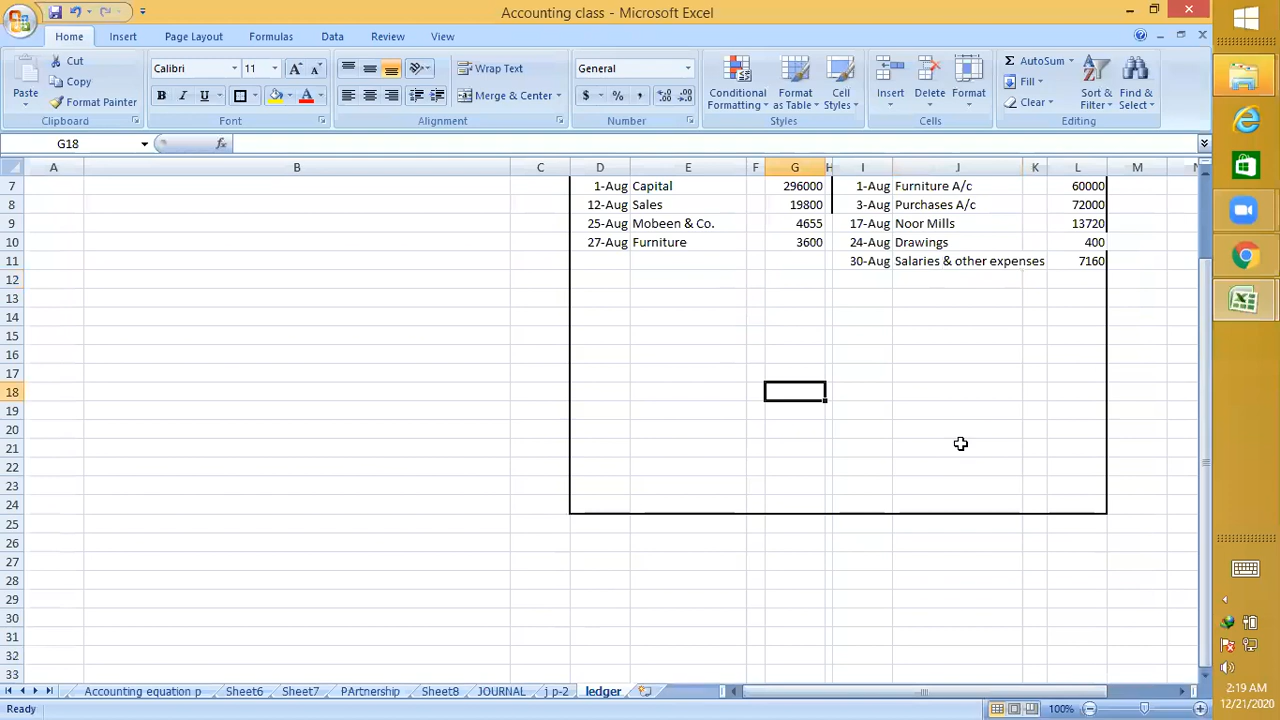 Accounting class - Microsoft Excel
Home Insert Page Layout Formulas Data Review View
Paste
Cut
Copy
Format Painter
Clipboard
Calibri 11
B I U
Font
Wrap Text
Merge & Center
Alignment
General
$ % ,
Number
Conditional Formatting
Format as Table
Cell Styles
Styles
Insert Delete Format
Cells
AutoSum
Fill
Clear
Sort & Filter
Find & Select
Editing
G18
fx
A B C D E F G H I J K L M N
7 1-Aug Capital 296000 1-Aug Furniture A/c 60000
8 12-Aug Sales 19800 3-Aug Purchases A/c 72000
9 25-Aug Mobeen & Co. 4655 17-Aug Noor Mills 13720
10 27-Aug Furniture 3600 24-Aug Drawings 400
11 30-Aug Salaries & other expenses 7160
12
13
14
15
16
17
18
19
20
21
22
23
24
25
26
27
28
29
30
31
32
33
Accounting equation p Sheet6 Sheet7 PArtnership Sheet8 JOURNAL j p-2 ledger
Ready
100%
2:19 AM
12/21/2020